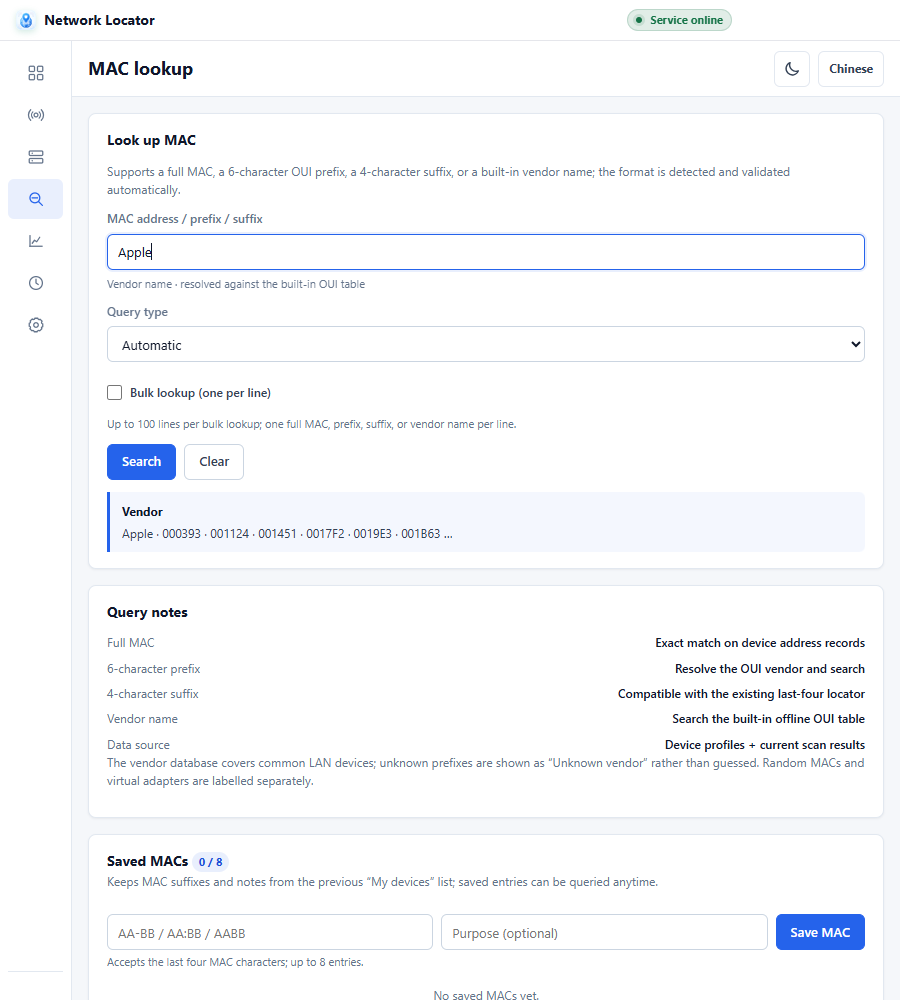 Network Locator
Service online
MAC lookup
Chinese
Look up MAC
Supports a full MAC, a 6-character OUI prefix, a 4-character suffix, or a built-in vendor name; the format is detected and validated
automatically.
MAC address / prefix / suffix
Apple
Vendor name · resolved against the built-in OUI table
Query type
Automatic
Bulk lookup (one per line)
Up to 100 lines per bulk lookup; one full MAC, prefix, suffix, or vendor name per line.
Search
Clear
Vendor
Apple · 000393 · 001124 · 001451 · 0017F2 · 0019E3 · 001B63 ...
Query notes
Full MAC
Exact match on device address records
6-character prefix
Resolve the OUI vendor and search
4-character suffix
Compatible with the existing last-four locator
Vendor name
Search the built-in offline OUI table
Data source
Device profiles + current scan results
The vendor database covers common LAN devices; unknown prefixes are shown as “Unknown vendor” rather than guessed. Random MACs and
virtual adapters are labelled separately.
Saved MACs 0 / 8
Keeps MAC suffixes and notes from the previous “My devices” list; saved entries can be queried anytime.
AA-BB / AA:BB / AABB
Purpose (optional)
Save MAC
Accepts the last four MAC characters; up to 8 entries.
No saved MACs yet.